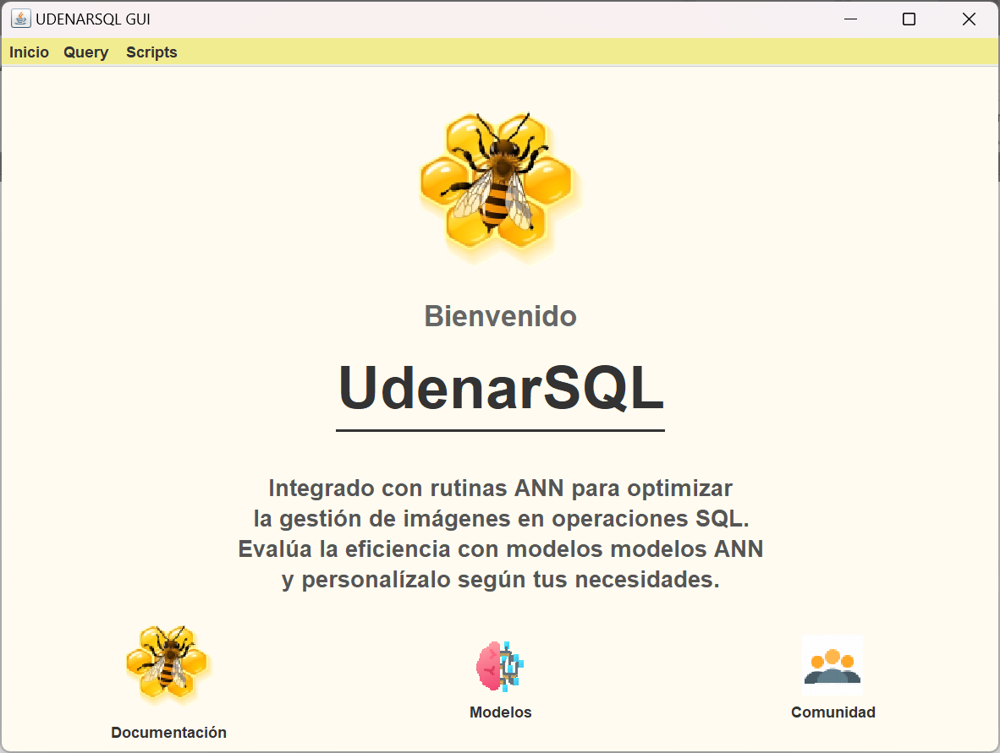 UDENARSQL GUI
Inicio Query Scripts
Bienvenido
UdenarSQL
Integrado con rutinas ANN para optimizar
la gestión de imágenes en operaciones SQL.
Evalúa la eficiencia con modelos modelos ANN
y personalízalo según tus necesidades.
Documentación
Modelos
Comunidad